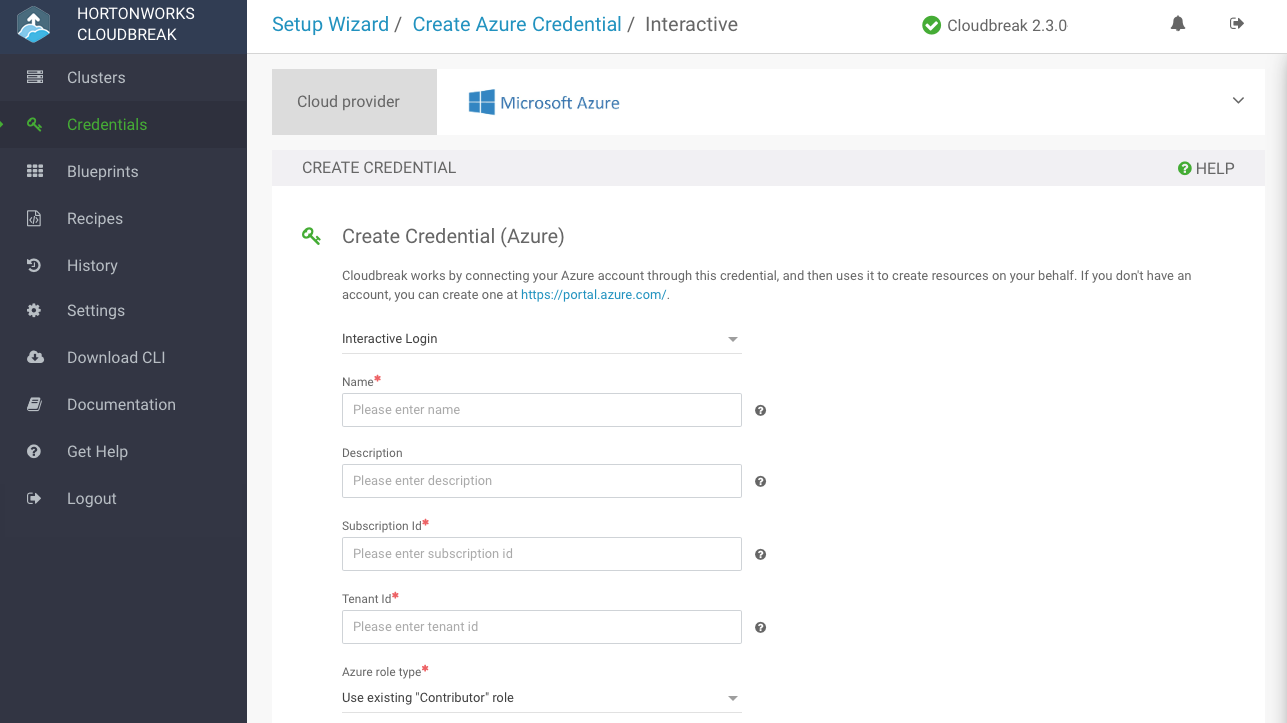 HORTONWORKS
CLOUDBREAK
Clusters
Credentials
Blueprints
Recipes
History
Settings
Download CLI
Documentation
Get Help
Logout
Setup Wizard / Create Azure Credential / Interactive
Cloudbreak 2.3.0
Cloud provider
Microsoft Azure
CREATE CREDENTIAL
HELP
Create Credential (Azure)
Cloudbreak works by connecting your Azure account through this credential, and then uses it to create resources on your behalf. If you don't have an
account, you can create one at https://portal.azure.com/.
Interactive Login
Name*
Please enter name
Description
Please enter description
Subscription Id*
Please enter subscription id
Tenant Id*
Please enter tenant id
Azure role type*
Use existing "Contributor" role